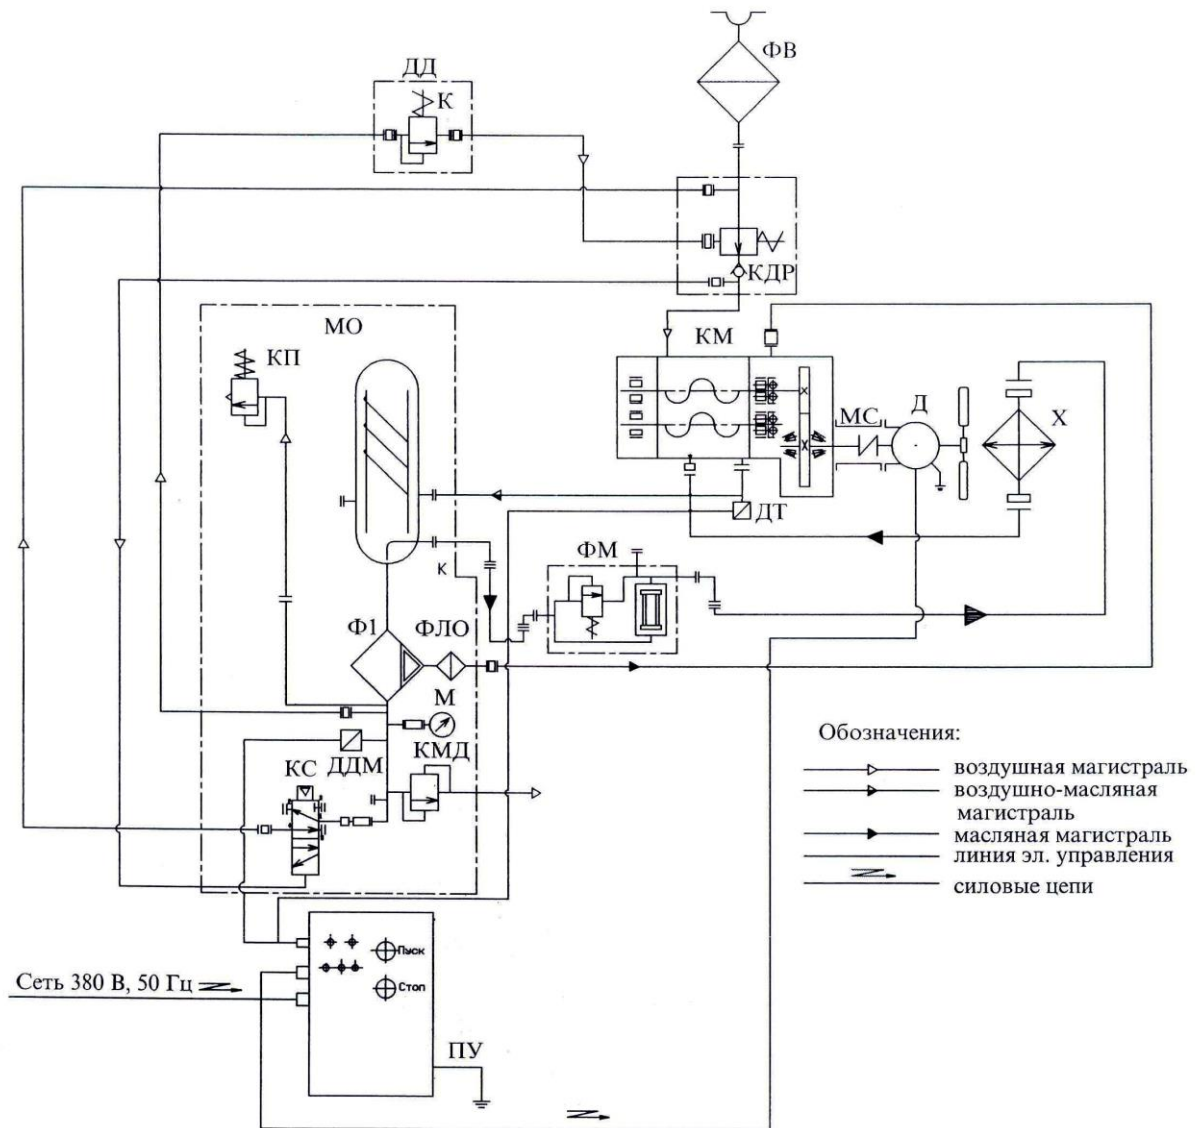 ФВ
ДД
К
КДР
МО
КП
КМ
МС
Д
Х
ДТ
ФМ
К
Ф1
ФЛО
М
КМД
ДДМ
КС
Обозначения:
воздушная магистраль
воздушно-масляная
магистраль
масляная магистраль
линия эл. управления
силовые цепи
Пуск
Стоп
Сеть 380 В, 50 Гц
ПУ